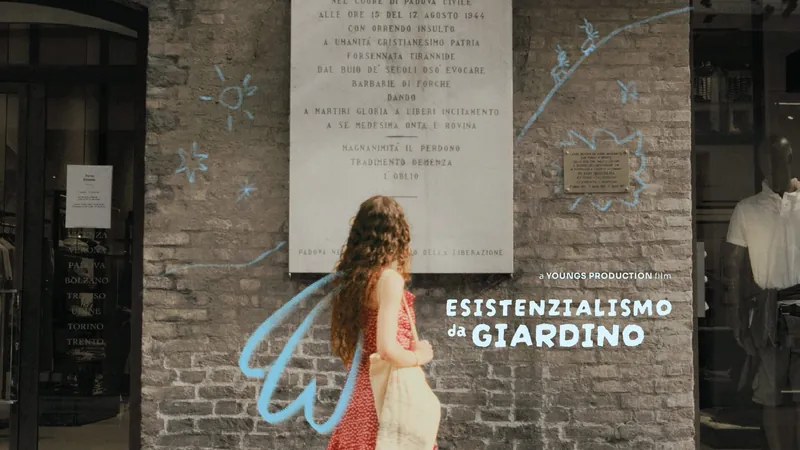 NEL CUORE DI PADOVA CIVILE
ALLE ORE 15 DEL 17 AGOSTO 1944
CON ORRENDO INSULTO
A UMANITÀ CRISTIANESIMO PATRIA
FORSENNATA TIRANNIDE
DAL BUIO DE' SECOLI OSÒ EVOCARE
BARBARIE DI FORCHE
DANDO
A MARTIRI GLORIA A LIBERI INCITAMENTO
A SÈ MEDESIMA ONTA E ROVINA
MAGNANIMITÀ IL PERDONO
TRADIMENTO DEMENZA
L'OBLIO
PADOVA
DELLA LIBERAZIONE
a YOUNGS PRODUCTION film
ESISTENZIALISMO
da GIARDINO
PADOVA
BOLZANO
TREVISO
UDINE
TORINO
TRENTO